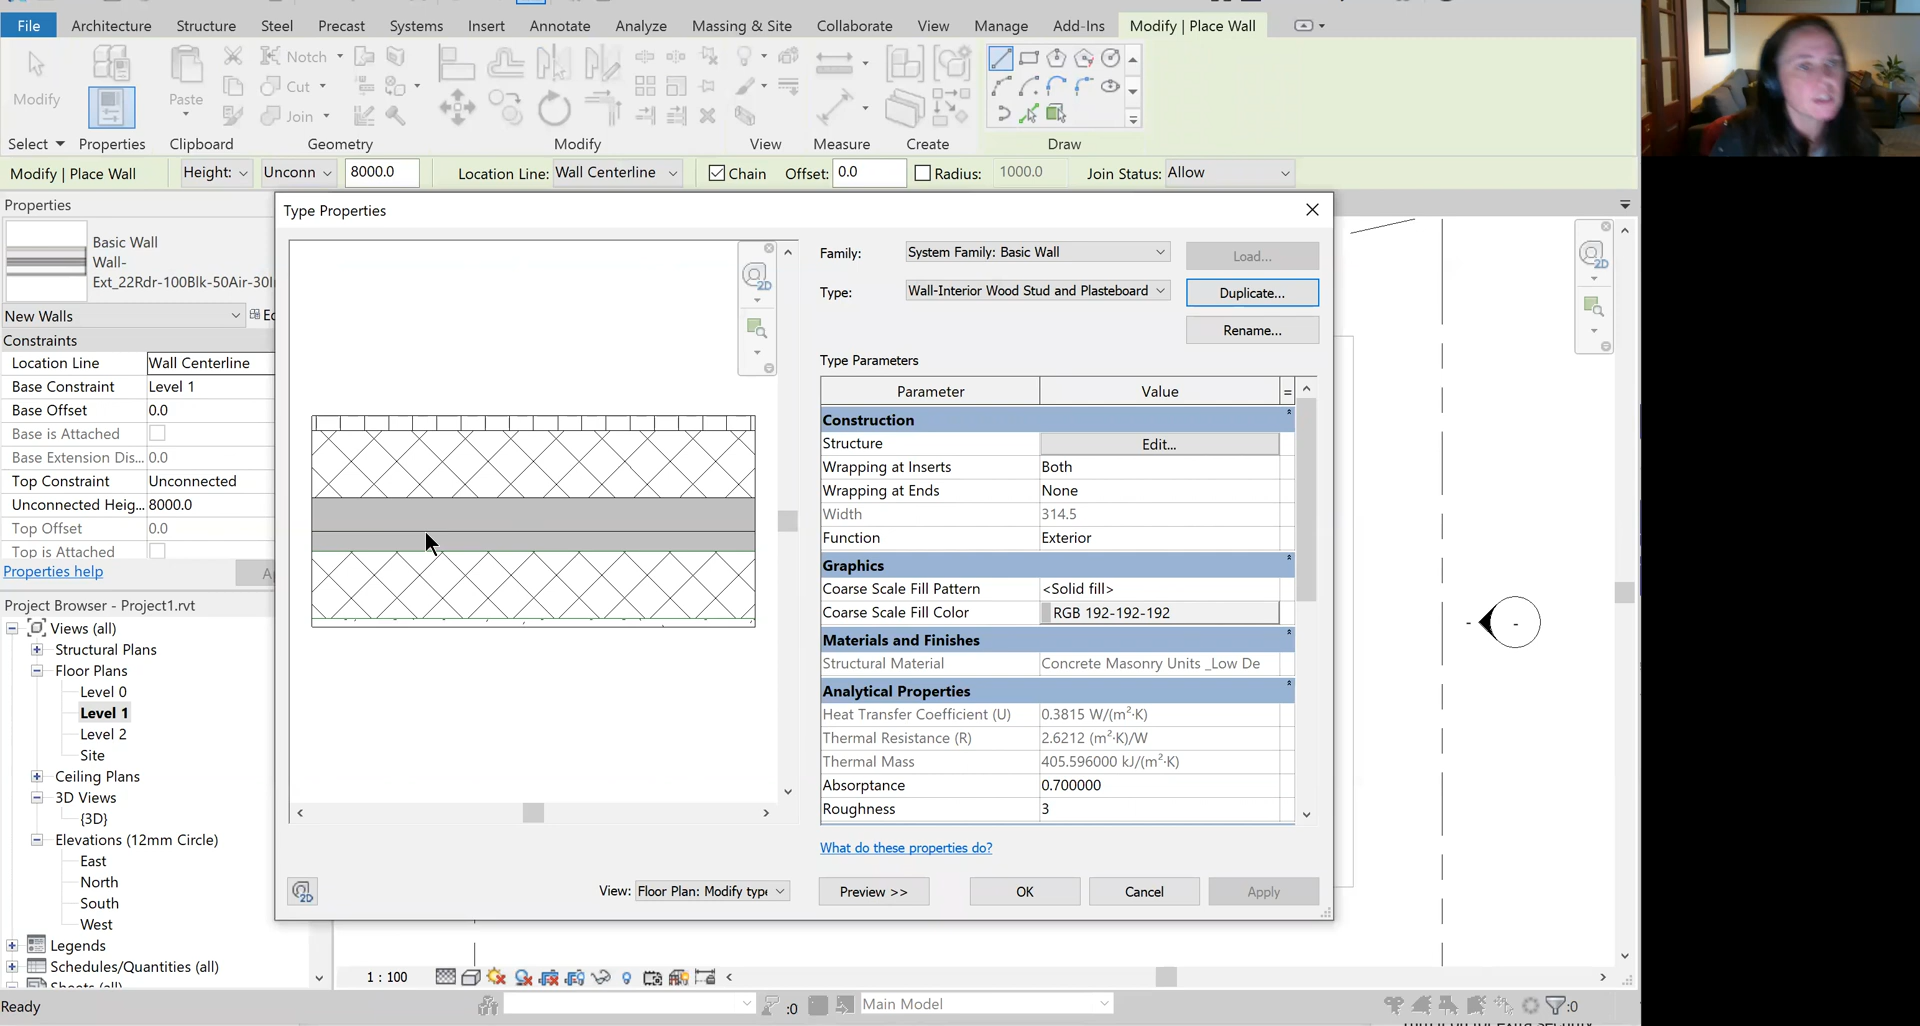 File Architecture Structure Steel Precast Systems Insert Annotate Analyze Massing & Site Collaborate View Manage Add-Ins Modify | Place Wall
Modify
Paste
Notch
Cut
Join
Select Properties Clipboard Geometry Modify View Measure Create Draw
Modify | Place Wall Height: Unconn 8000.0 Location Line: Wall Centerline Chain Offset: 0.0 Radius: 1000.0 Join Status: Allow
Properties
Basic Wall
Wall-
Ext_22Rdr-100Blk-50Air-30I
New Walls
Constraints
Location Line Wall Centerline
Base Constraint Level 1
Base Offset 0.0
Base is Attached
Base Extension Dis... 0.0
Top Constraint Unconnected
Unconnected Heig... 8000.0
Top Offset 0.0
Top is Attached
Properties help
Project Browser - Project1.rvt
Views (all)
Structural Plans
Floor Plans
Level 0
Level 1
Level 2
Site
Ceiling Plans
3D Views
{3D}
Elevations (12mm Circle)
East
North
South
West
Legends
Schedules/Quantities (all)
Type Properties
2D
Family: System Family: Basic Wall Load...
Type: Wall-Interior Wood Stud and Plasteboard Duplicate...
Rename...
Type Parameters
Parameter Value =
Construction
Structure Edit...
Wrapping at Inserts Both
Wrapping at Ends None
Width 314.5
Function Exterior
Graphics
Coarse Scale Fill Pattern <Solid fill>
Coarse Scale Fill Color RGB 192-192-192
Materials and Finishes
Structural Material Concrete Masonry Units _Low De
Analytical Properties
Heat Transfer Coefficient (U) 0.3815 W/(m²·K)
Thermal Resistance (R) 2.6212 (m²·K)/W
Thermal Mass 405.596000 kJ/(m²·K)
Absorptance 0.700000
Roughness 3
What do these properties do?
2D
View: Floor Plan: Modify type Preview >> OK Cancel Apply
2D
1 : 100
Ready :0 Main Model :0